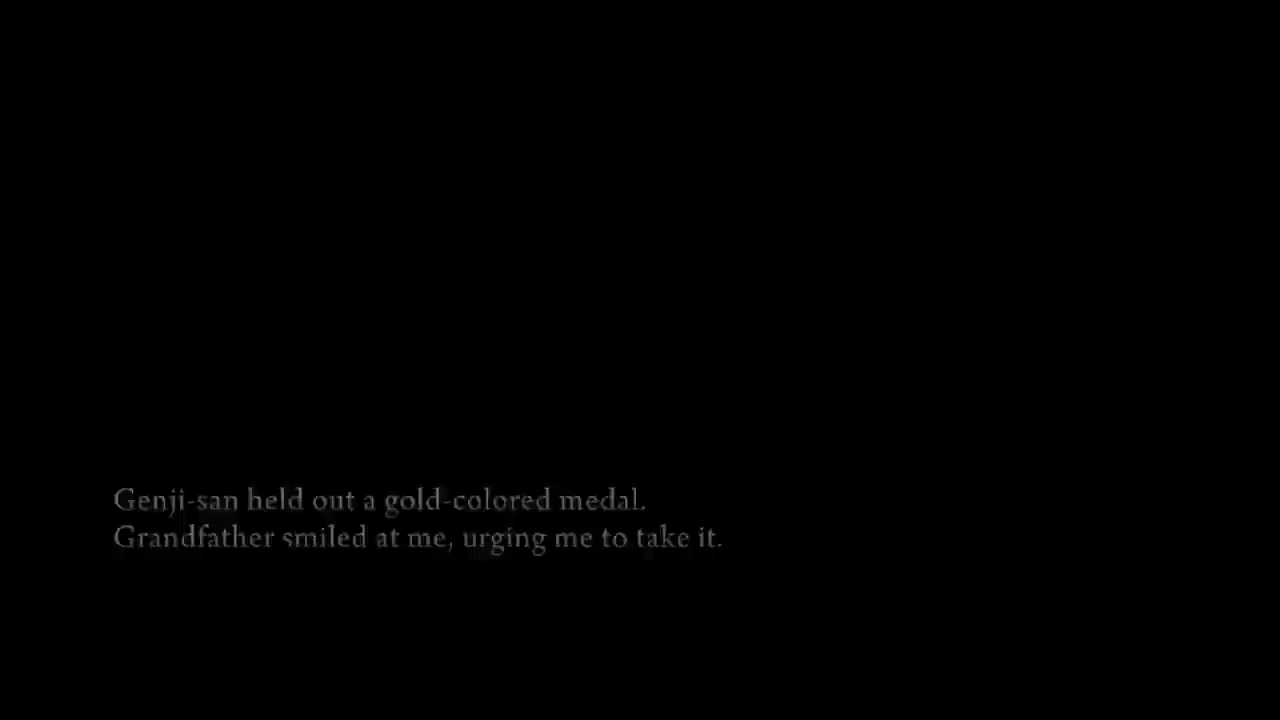 Genji-san held out a gold-colored medal.
Grandfather smiled at me, urging me to take it.